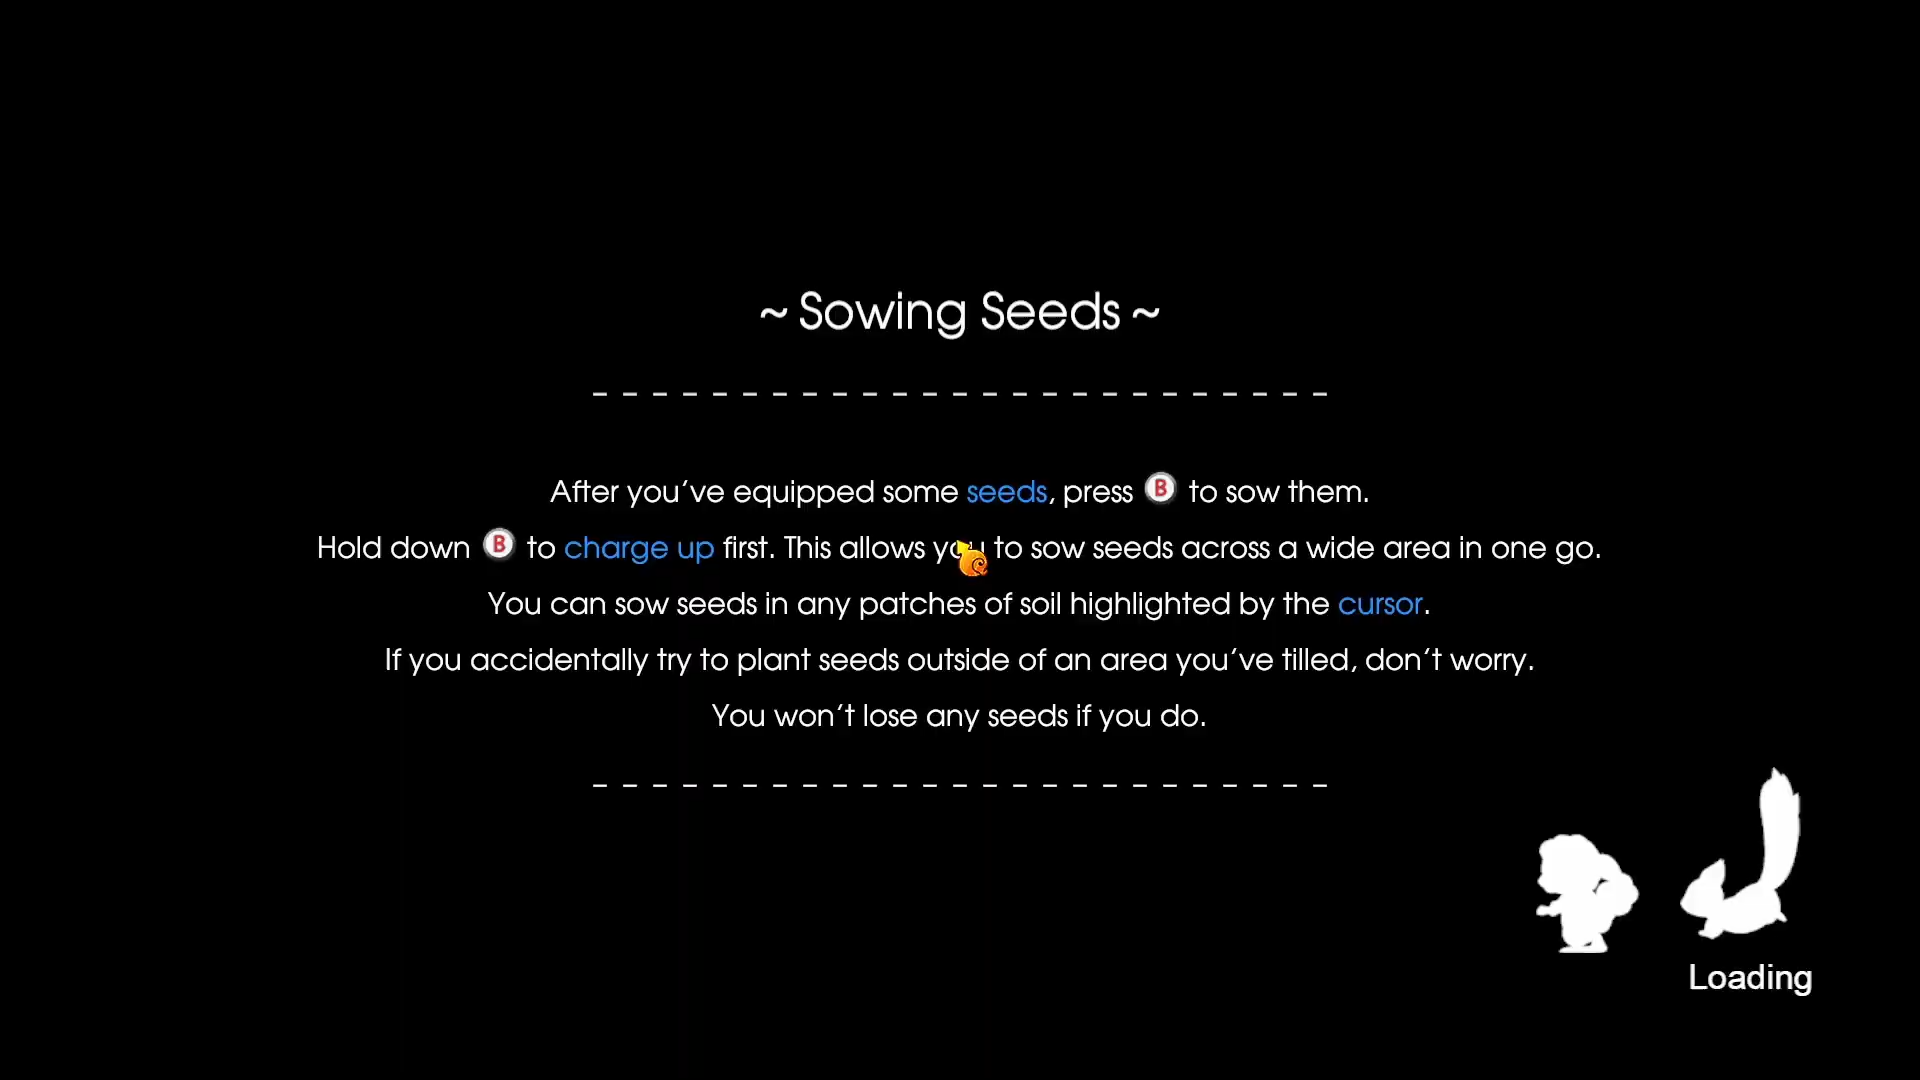 ~ Sowing Seeds ~
After you've equipped some seeds, press B to sow them.
Hold down B to charge up first. This allows you to sow seeds across a wide area in one go.
You can sow seeds in any patches of soil highlighted by the cursor.
If you accidentally try to plant seeds outside of an area you've tilled, don't worry.
You won't lose any seeds if you do.
Loading